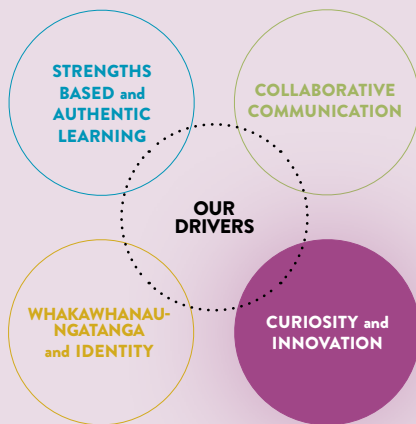 STRENGTHS
BASED and
AUTHENTIC
LEARNING
COLLABORATIVE
COMMUNICATION
OUR
DRIVERS
WHAKAWHANAU-
NGATANGA
and IDENTITY
CURIOSITY and
INNOVATION